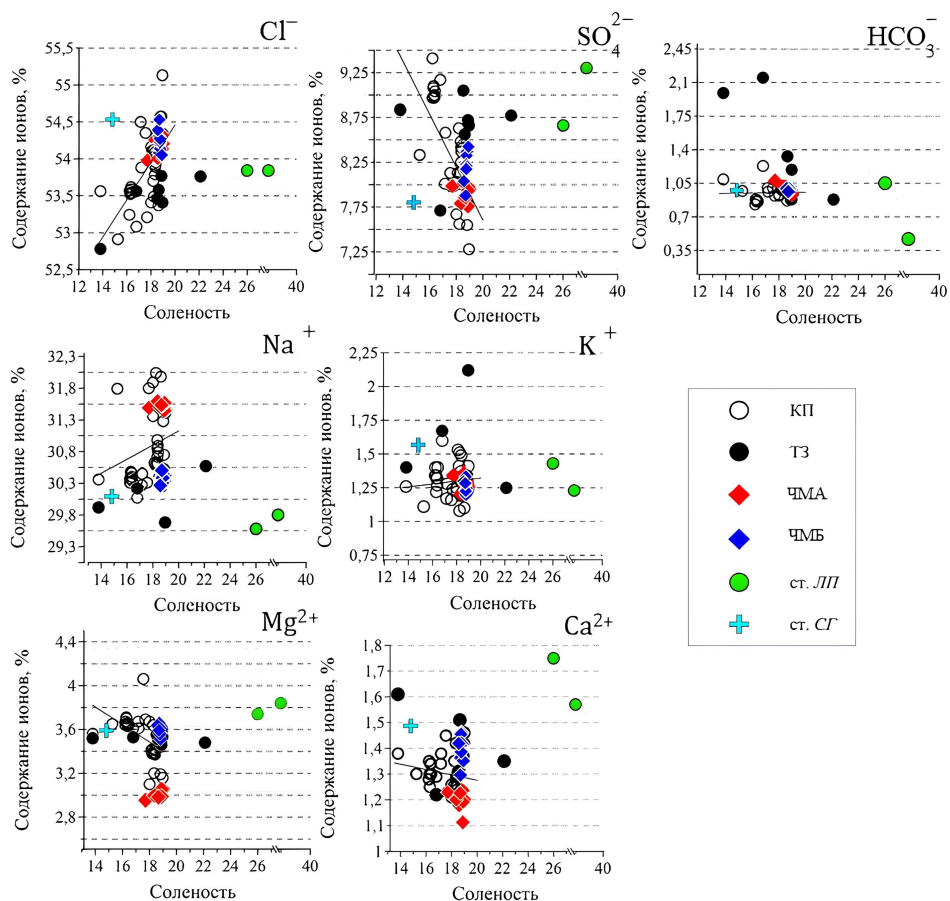 Cl⁻
SO₄²⁻
HCO₃⁻
Содержание ионов, %
55,5
55
54,5
54
53,5
53
52,5
12 14 16 18 20 22 24 26 40
Соленость
Содержание ионов, %
9,25
8,75
8,25
7,75
7,25
12 14 16 18 20 22 24 26 40
Соленость
Содержание ионов, %
2,45
2,1
1,75
1,4
1,05
0,7
0,35
12 14 16 18 20 22 24 26 40
Соленость
Na⁺
K⁺
Содержание ионов, %
32,3
31,8
31,3
30,8
30,3
29,8
29,3
14 16 18 20 22 24 26 40
Соленость
Содержание ионов, %
2,25
2
1,75
1,5
1,25
1
0,75
12 14 16 18 20 22 24 26 40
Соленость
КП
ТЗ
ЧМА
ЧМБ
ст. ЛП
ст. СГ
Mg²⁺
Ca²⁺
Содержание ионов, %
4,4
4
3,6
3,2
2,8
14 16 18 20 22 24 26 40
Соленость
Содержание ионов, %
1,8
1,7
1,6
1,5
1,4
1,3
1,2
1,1
1
14 16 18 20 22 24 26 40
Соленость